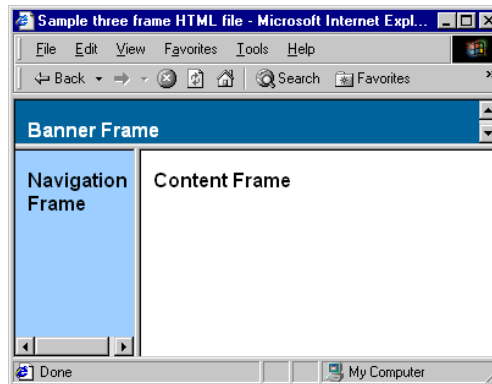 Sample three frame HTML file - Microsoft Internet Expl...
File Edit View Favorites Tools Help
Back Search Favorites »
Banner Frame
Navigation Content Frame
Frame
Done My Computer